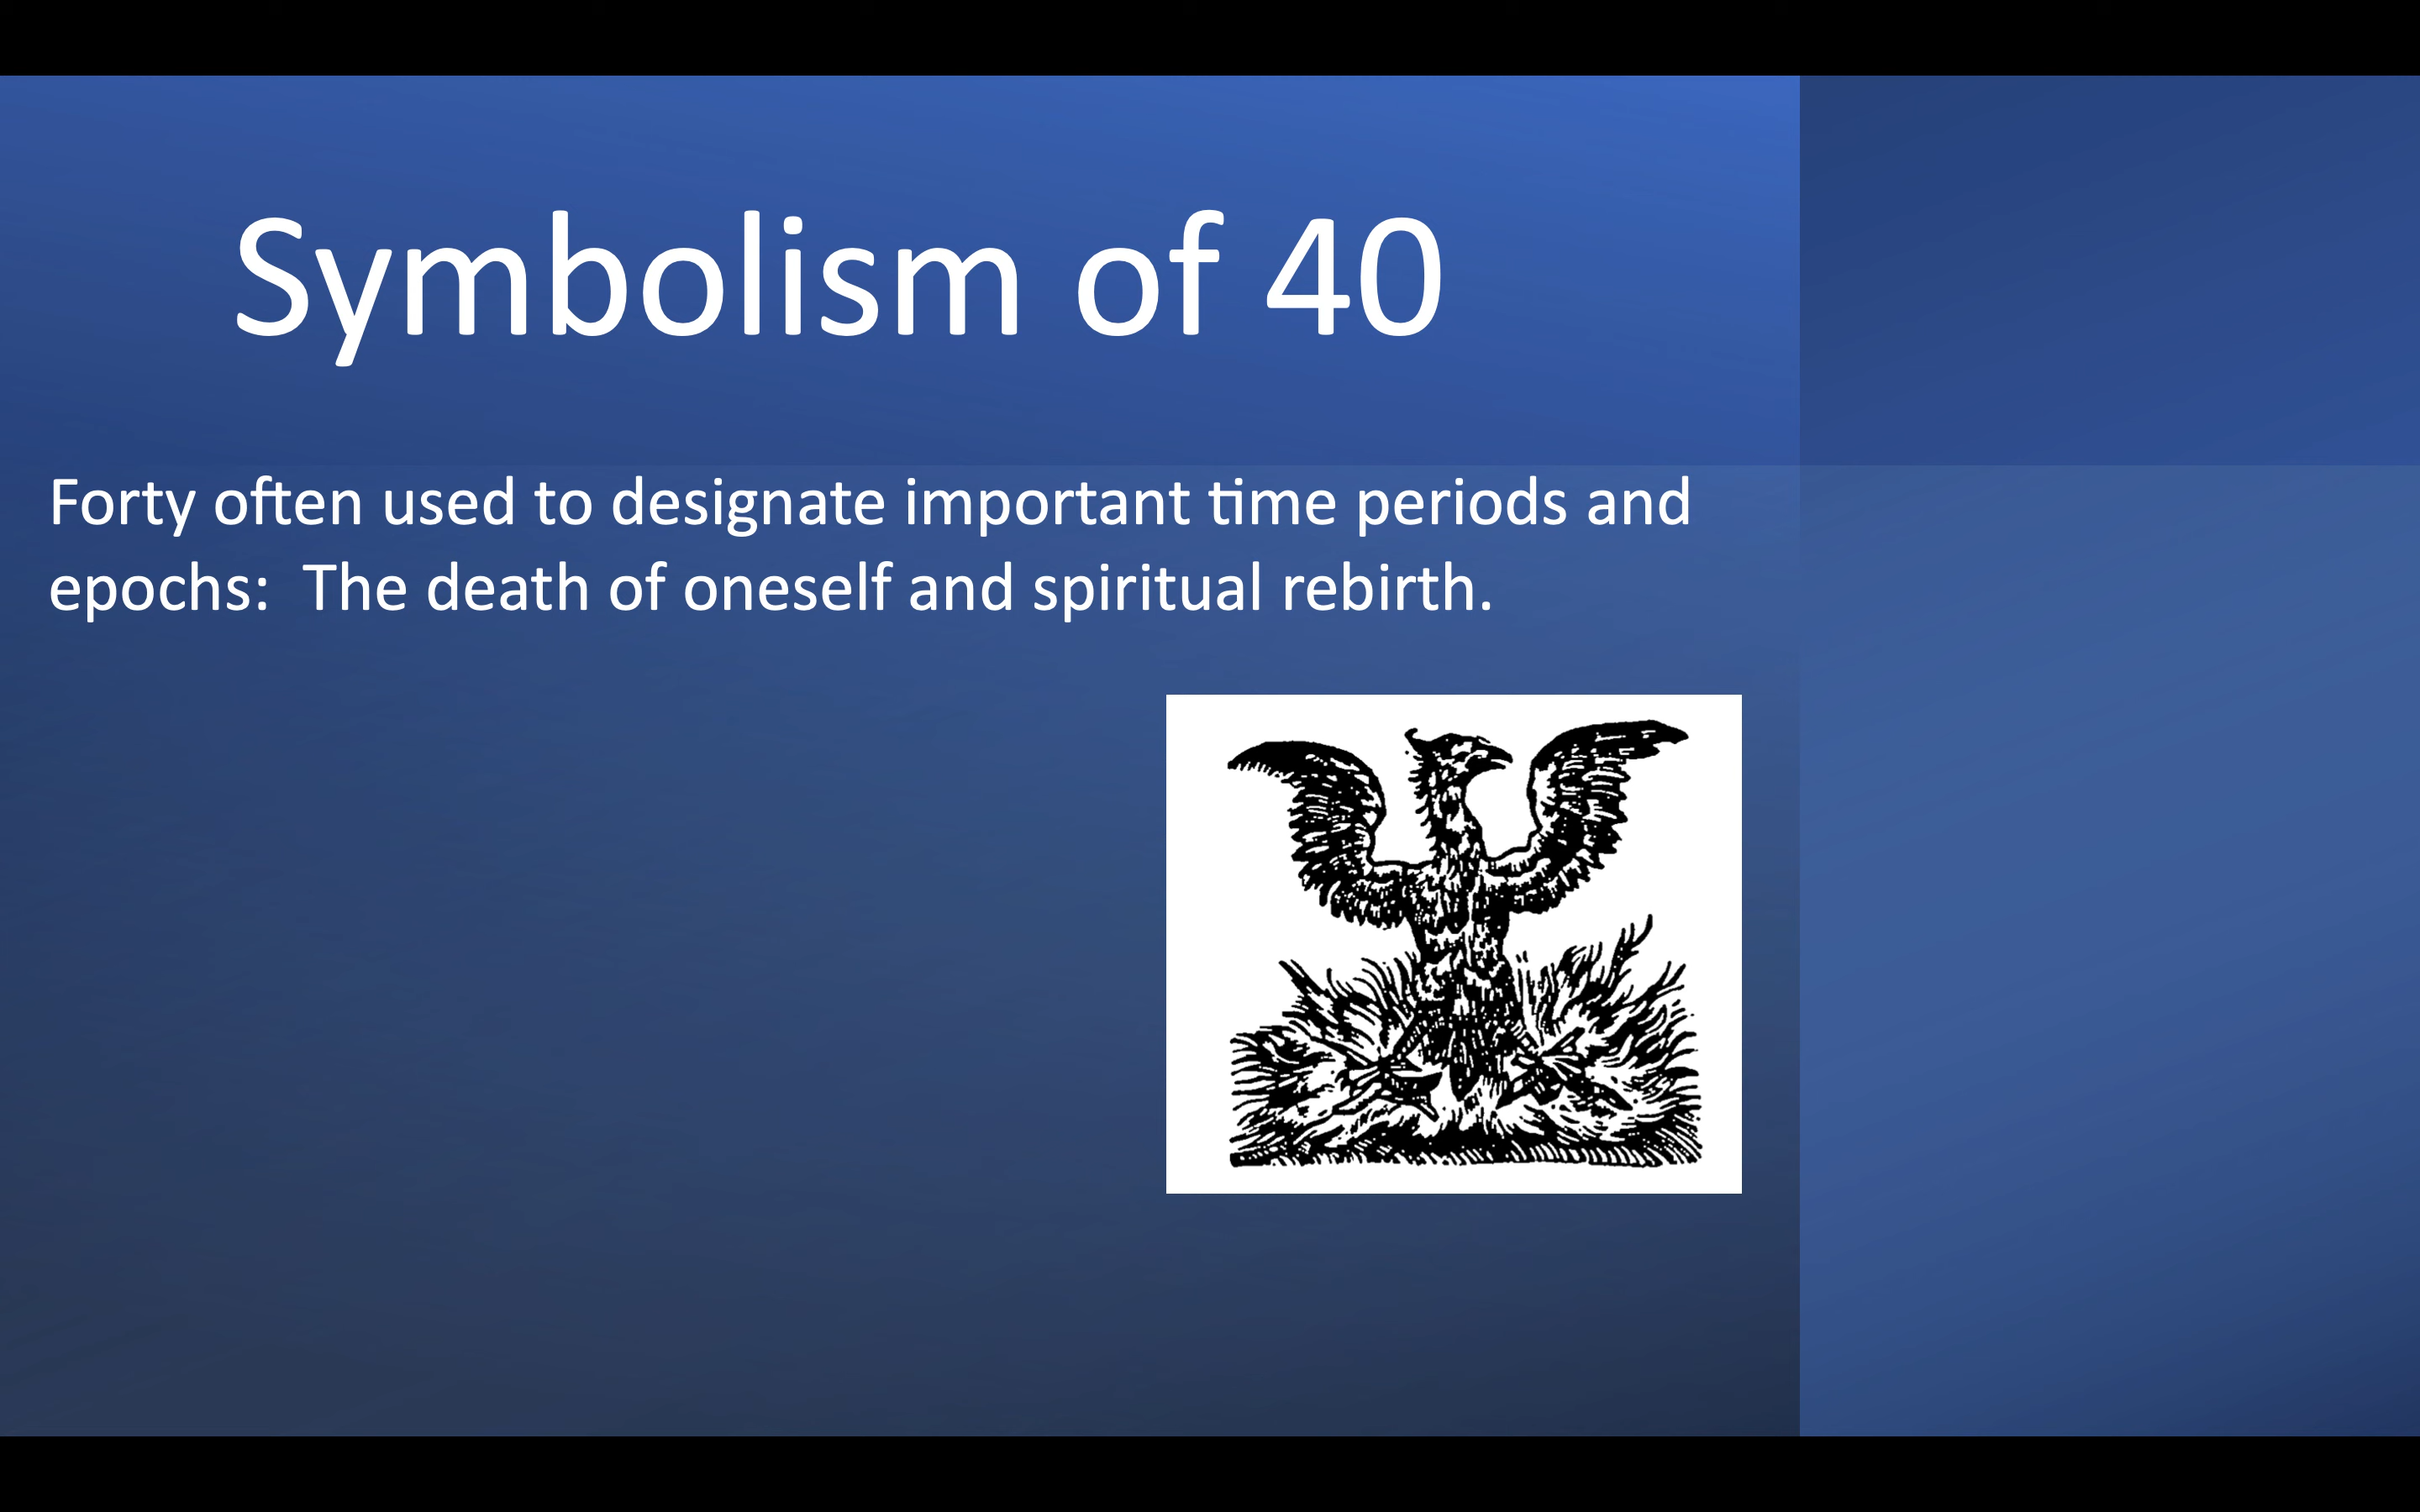 Symbolism of 40
Forty often used to designate important time periods and
epochs:  The death of oneself and spiritual rebirth.